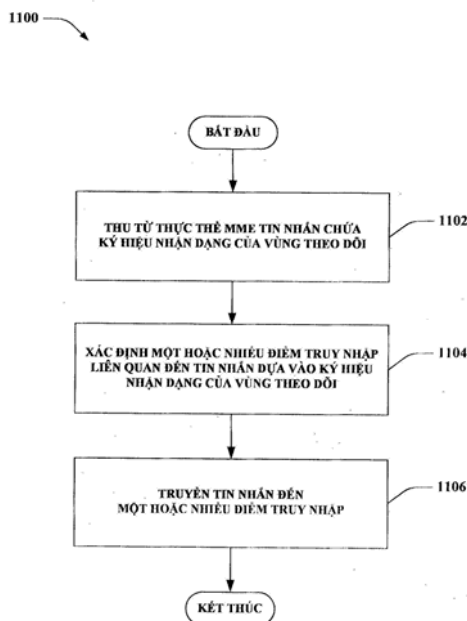 1100
BẮT ĐẦU
THU TỪ THỰC THỂ MME TIN NHẮN CHỨA
KÝ HIỆU NHẬN DẠNG CỦA VÙNG THEO DÕI
1102
XÁC ĐỊNH MỘT HOẶC NHIỀU ĐIỂM TRUY NHẬP
LIÊN QUAN ĐẾN TIN NHẮN DỰA VÀO KÝ HIỆU
NHẬN DẠNG CỦA VÙNG THEO DÕI
1104
TRUYỀN TIN NHẮN ĐẾN
MỘT HOẶC NHIỀU ĐIỂM TRUY NHẬP
1106
KẾT THÚC